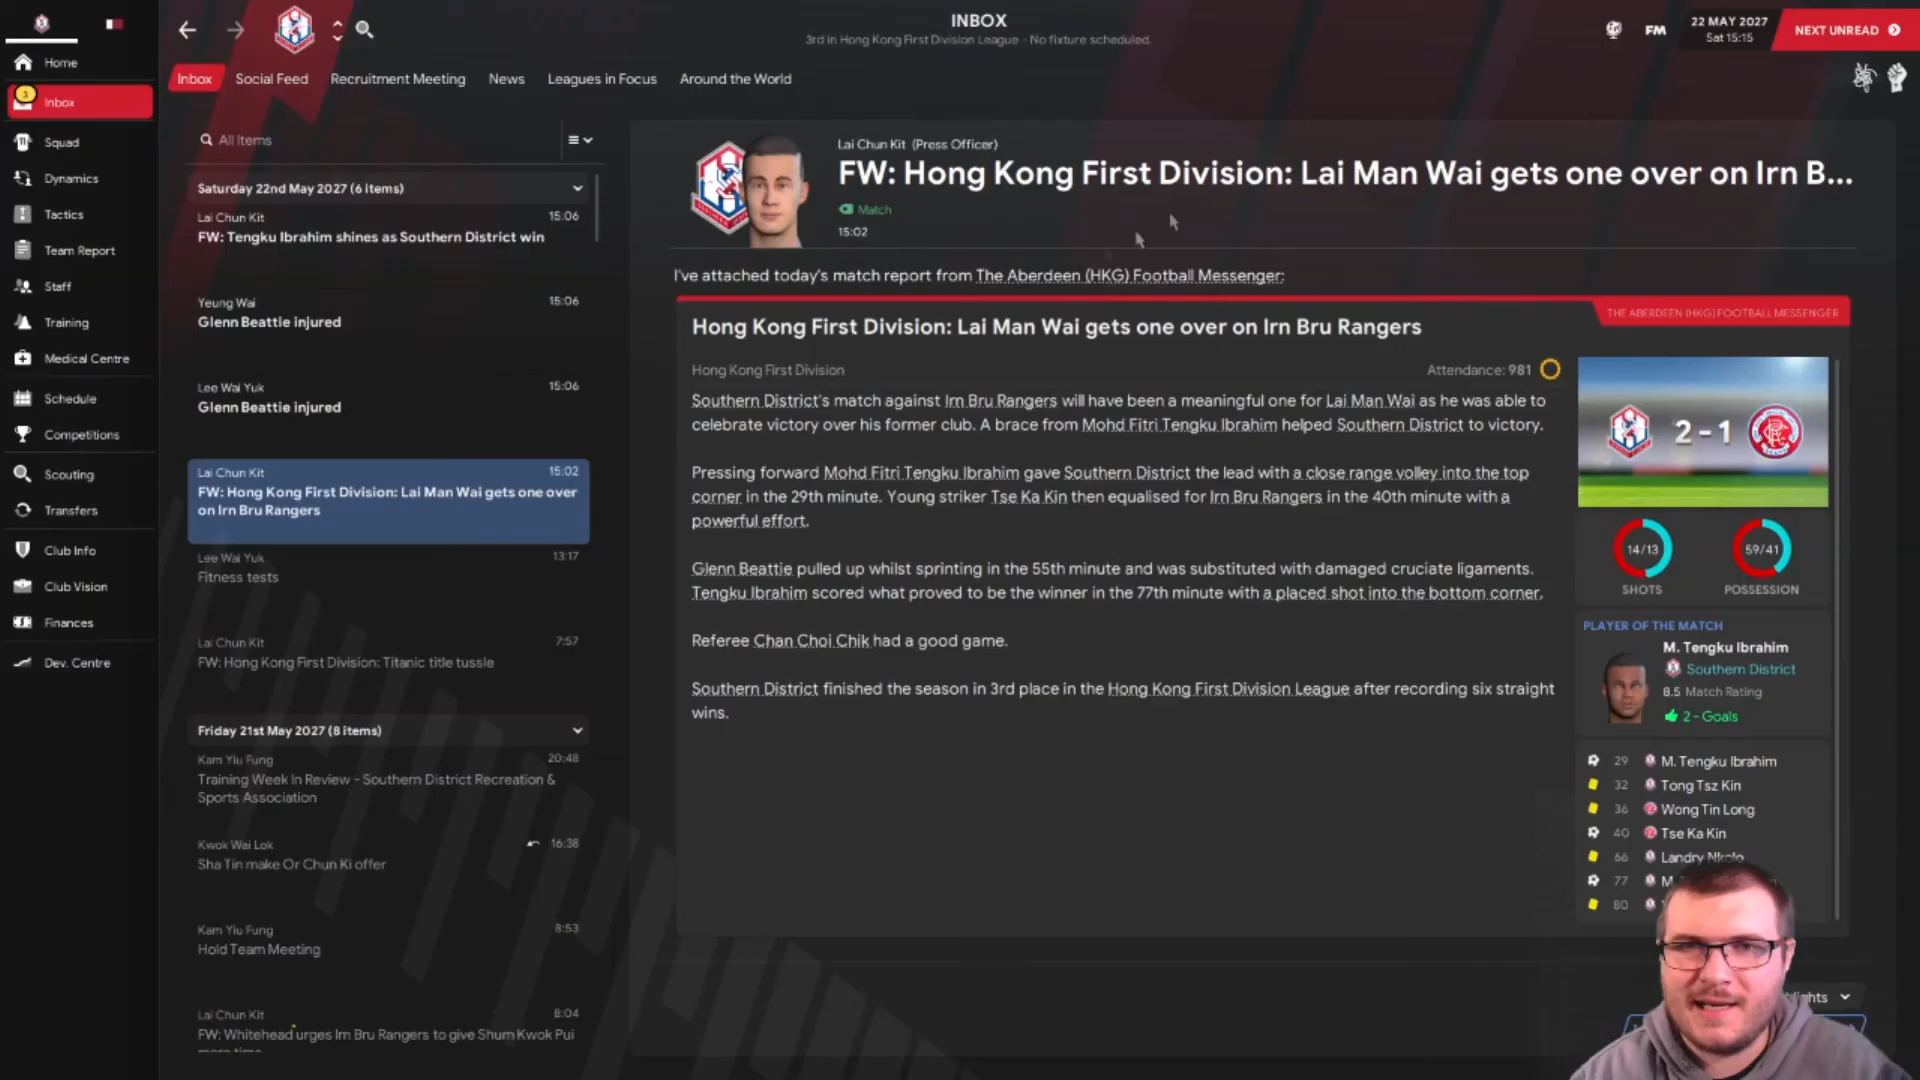 INBOX
3rd in Hong Kong First Division League - No fixture scheduled.
FM
22 MAY 2027
Sat 15:15
NEXT UNREAD
Inbox
Social Feed
Recruitment Meeting
News
Leagues in Focus
Around the World
Home
3
Inbox
Squad
Dynamics
Tactics
Team Report
Staff
Training
Medical Centre
Schedule
Competitions
Scouting
Transfers
Club Info
Club Vision
Finances
Dev. Centre
All Items
Saturday 22nd May 2027 (6 items)
Lai Chun Kit 15:06
FW: Tengku Ibrahim shines as Southern District win
Yeung Wai 15:06
Glenn Beattie injured
Lee Wai Yuk 15:06
Glenn Beattie injured
Lai Chun Kit 15:02
FW: Hong Kong First Division: Lai Man Wai gets one over
on Irn Bru Rangers
Lee Wai Yuk 13:17
Fitness tests
Lai Chun Kit 7:57
FW: Hong Kong First Division: Titanic title tussle
Friday 21st May 2027 (8 items)
Kam Yiu Fung 20:48
Training Week In Review - Southern District Recreation &
Sports Association
Kwok Wai Lok 16:38
Sha Tin make Or Chun Ki offer
Kam Yiu Fung 8:53
Hold Team Meeting
Lai Chun Kit 8:04
FW: Whitehead urges Irn Bru Rangers to give Shum Kwok Pui
more time
Lai Chun Kit (Press Officer)
FW: Hong Kong First Division: Lai Man Wai gets one over on Irn B...
Match
15:02
I've attached today's match report from The Aberdeen (HKG) Football Messenger:
THE ABERDEEN (HKG) FOOTBALL MESSENGER
Hong Kong First Division: Lai Man Wai gets one over on Irn Bru Rangers
Hong Kong First Division
Attendance: 981
Southern District's match against Irn Bru Rangers will have been a meaningful one for Lai Man Wai as he was able to
celebrate victory over his former club. A brace from Mohd Fitri Tengku Ibrahim helped Southern District to victory.
Pressing forward Mohd Fitri Tengku Ibrahim gave Southern District the lead with a close range volley into the top
corner in the 29th minute. Young striker Tse Ka Kin then equalised for Irn Bru Rangers in the 40th minute with a
powerful effort.
Glenn Beattie pulled up whilst sprinting in the 55th minute and was substituted with damaged cruciate ligaments.
Tengku Ibrahim scored what proved to be the winner in the 77th minute with a placed shot into the bottom corner.
Referee Chan Choi Chik had a good game.
Southern District finished the season in 3rd place in the Hong Kong First Division League after recording six straight
wins.
2 - 1
14/13
SHOTS
59/41
POSSESSION
PLAYER OF THE MATCH
M. Tengku Ibrahim
Southern District
8.5 Match Rating
2 - Goals
29 M. Tengku Ibrahim
32 Tong Tsz Kin
36 Wong Tin Long
40 Tse Ka Kin
66 Landry Nkolo
77 M.
80